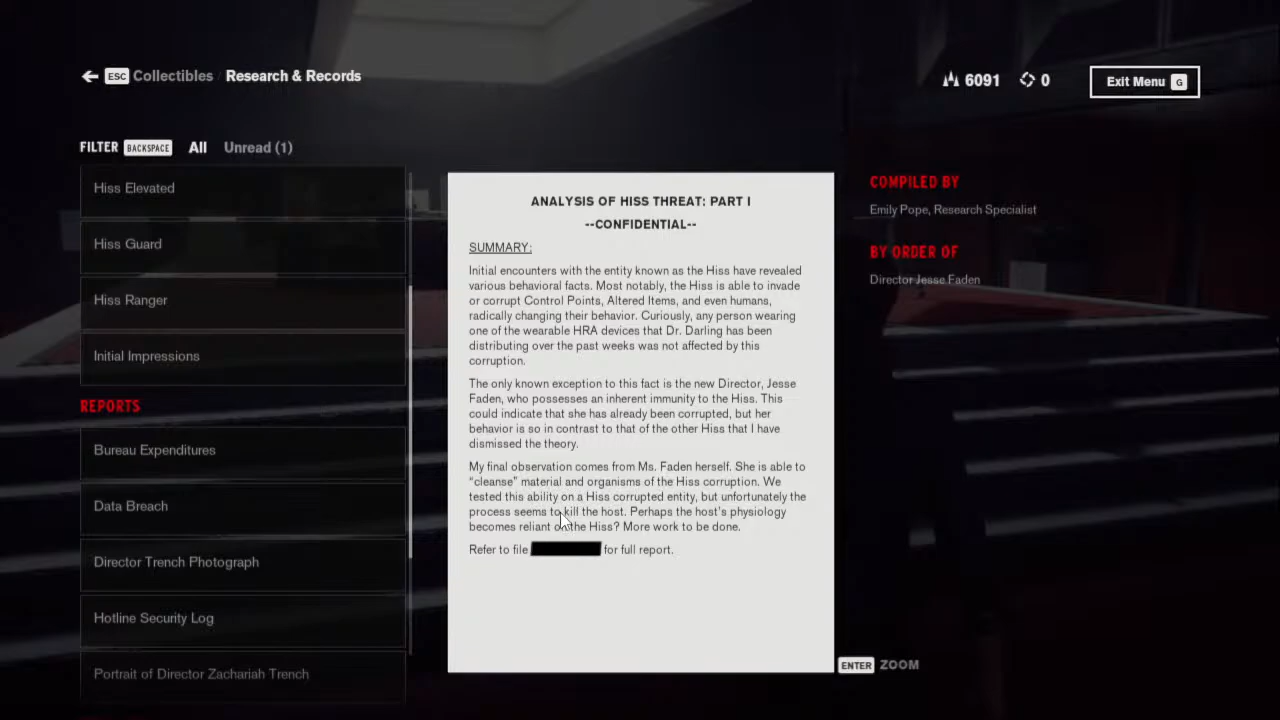 ESC Collectibles / Research & Records
6091
0
Exit Menu G
FILTER BACKSPACE All Unread (1)
Hiss Elevated
Hiss Guard
Hiss Ranger
Initial Impressions
REPORTS
Bureau Expenditures
Data Breach
Director Trench Photograph
Hotline Security Log
Portrait of Director Zachariah Trench
ANALYSIS OF HISS THREAT: PART I
--CONFIDENTIAL--
SUMMARY:
Initial encounters with the entity known as the Hiss have revealed
various behavioral facts. Most notably, the Hiss is able to invade
or corrupt Control Points, Altered Items, and even humans,
radically changing their behavior. Curiously, any person wearing
one of the wearable HRA devices that Dr. Darling has been
distributing over the past weeks was not affected by this
corruption.
The only known exception to this fact is the new Director, Jesse
Faden, who possesses an inherent immunity to the Hiss. This
could indicate that she has already been corrupted, but her
behavior is so in contrast to that of the other Hiss that I have
dismissed the theory.
My final observation comes from Ms. Faden herself. She is able to
“cleanse” material and organisms of the Hiss corruption. We
tested this ability on a Hiss corrupted entity, but unfortunately the
process seems to kill the host. Perhaps the host's physiology
becomes reliant on the Hiss? More work to be done.
Refer to file for full report.
COMPILED BY
Emily Pope, Research Specialist
BY ORDER OF
Director Jesse Faden
ENTER ZOOM